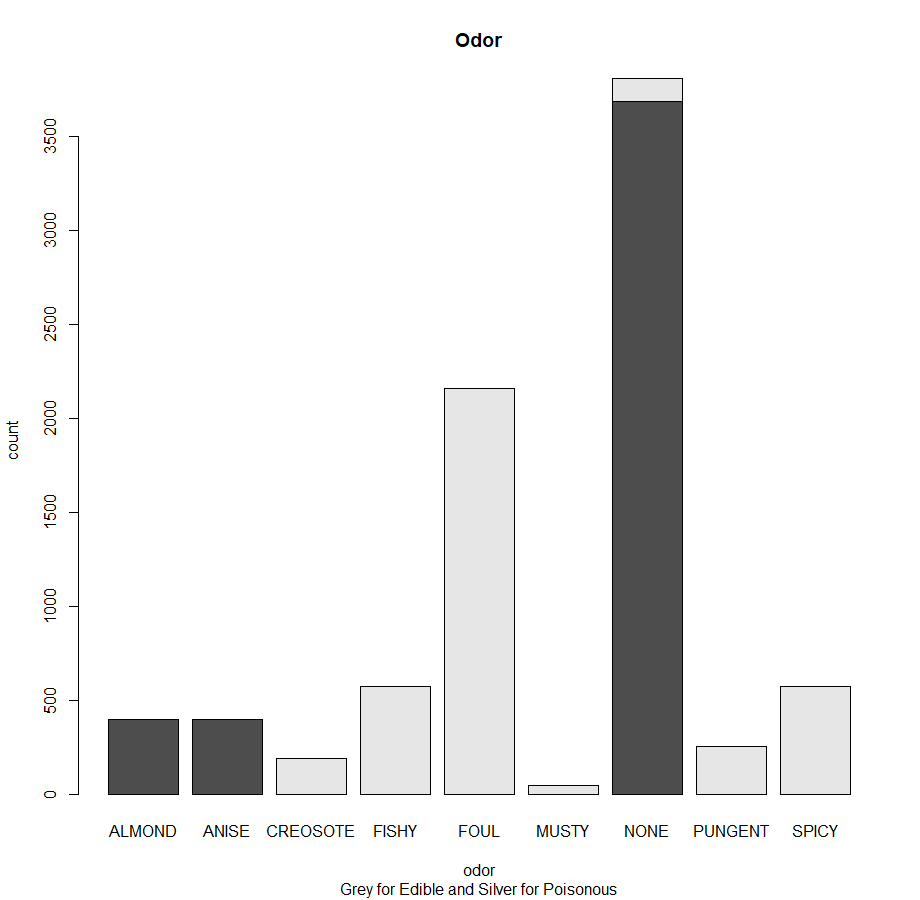 Odor
3500
3000
2500
2000
1500
1000
500
0
count
ALMOND ANISE CREOSOTE FISHY FOUL MUSTY NONE PUNGENT SPICY
odor
Grey for Edible and Silver for Poisonous